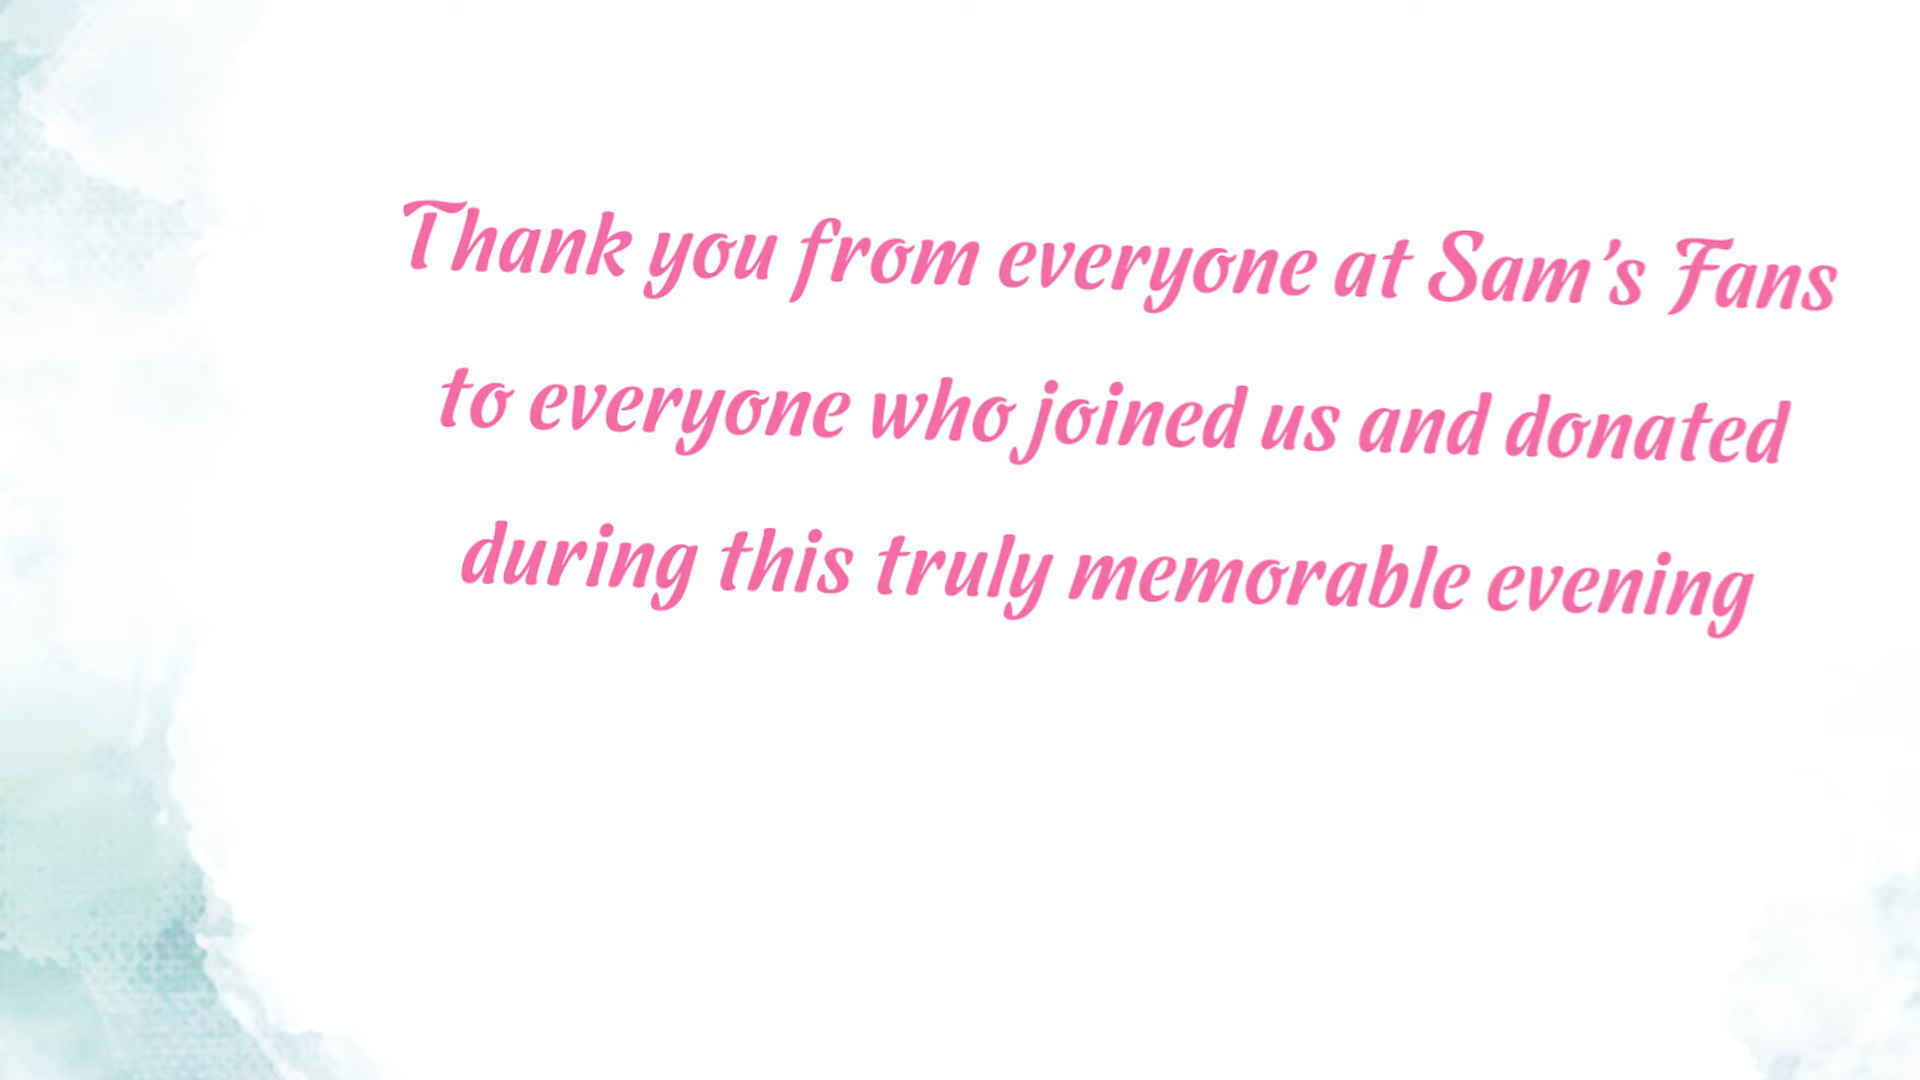 Thank you from everyone at Sam’s Fans
to everyone who joined us and donated
during this truly memorable evening